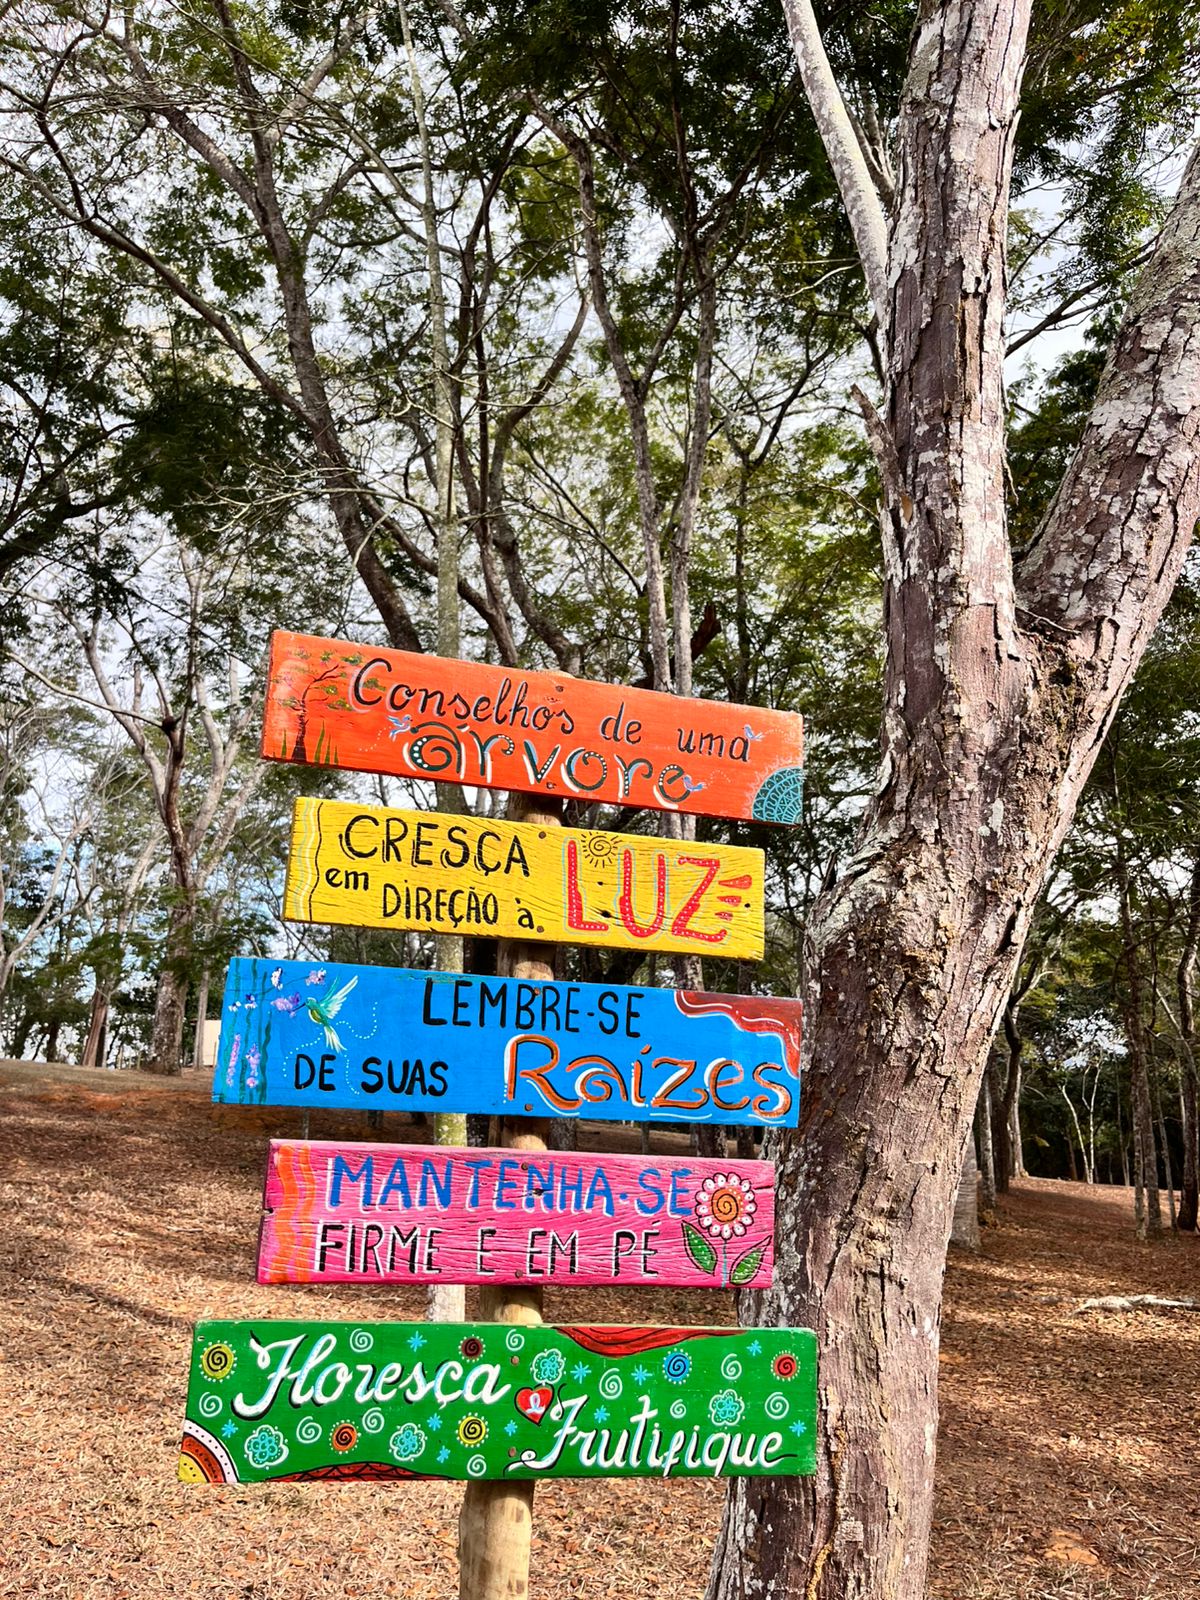 Conselhos de uma
árvore
CRESÇA
em DIREÇÃO à LUZ
LEMBRE-SE
DE SUAS Raízes
MANTENHA-SE
FIRME E EM PÉ
Floresça e
Frutifique